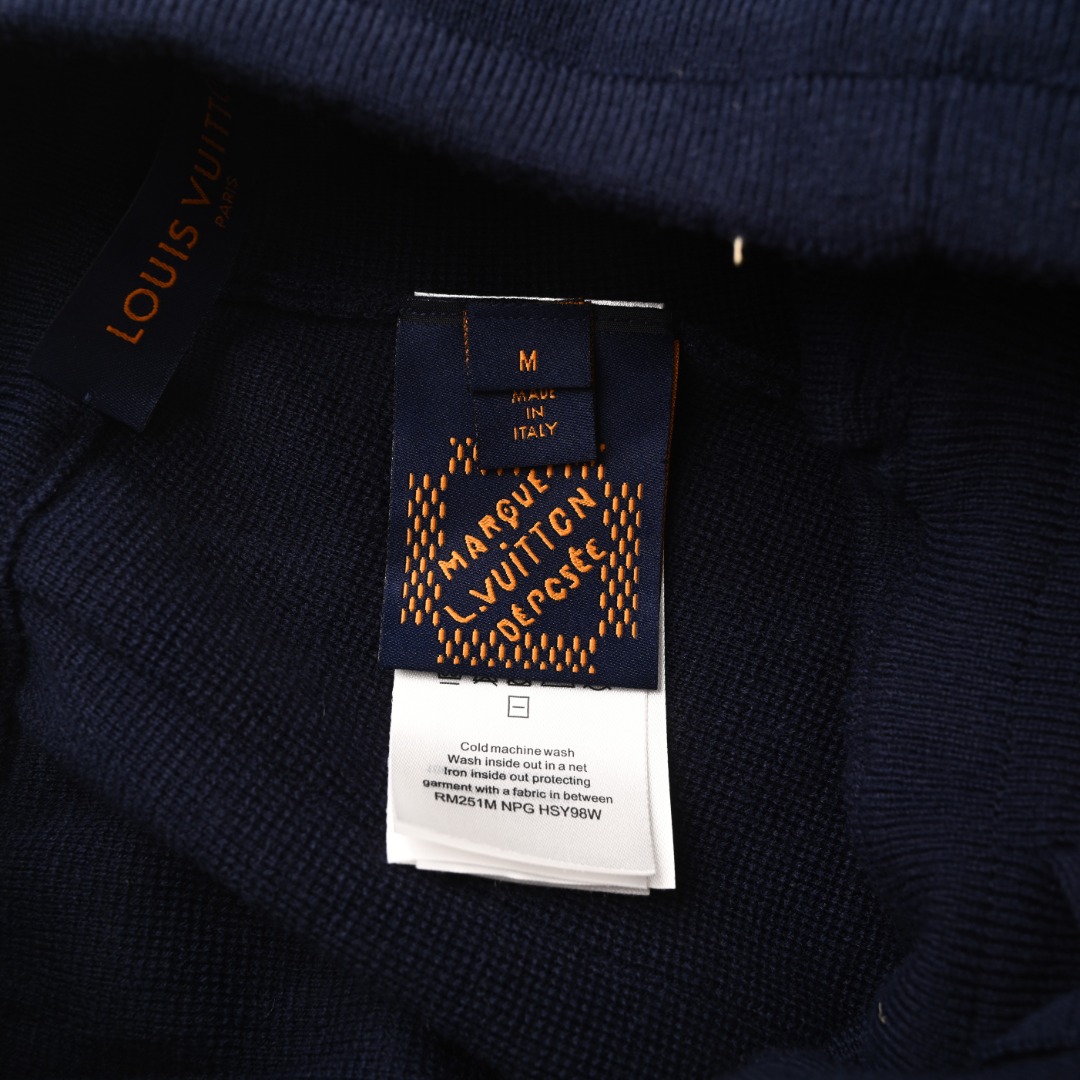 LOUIS VUITTON
PARIS
M
MADE
IN
ITALY
MARQUE
L.VUITTON
DÉPOSÉE
Cold machine wash
Wash inside out in a net
Iron inside out protecting
garment with a fabric in between
RM251M NPG HSY98W